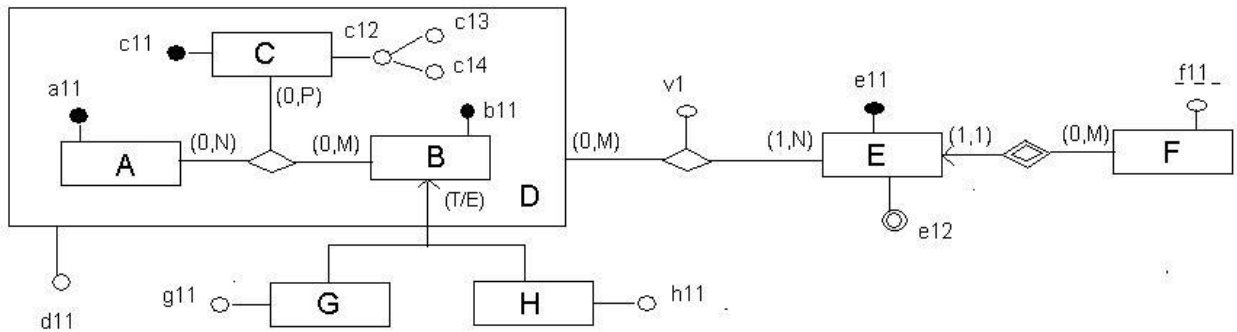 c13
c12
c11
C
c14
a11
(0,P)
b11
(0,N)
(0,M)
A
B
(T/E)
D
v1
e11
f11
(0,M)
(1,N)
E
(1,1)
(0,M)
F
e12
g11
G
H
h11
d11